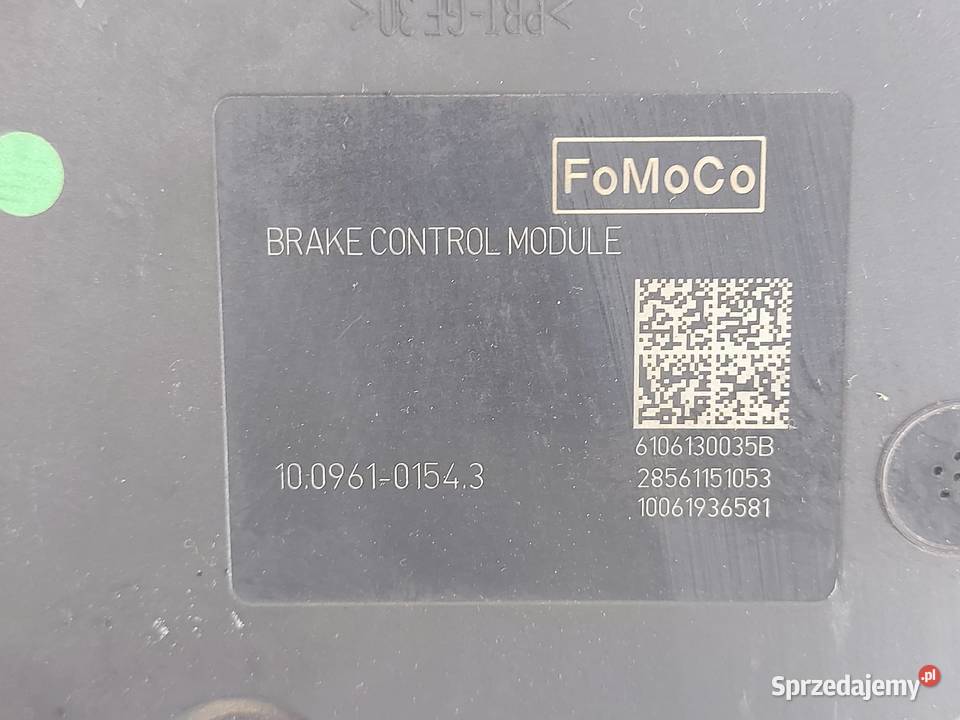 >PBT-GF30<
FoMoCo
BRAKE CONTROL MODULE
6106130035B
10.0961-0154.3
28561151053
10061936581
Sprzedajemy.pl